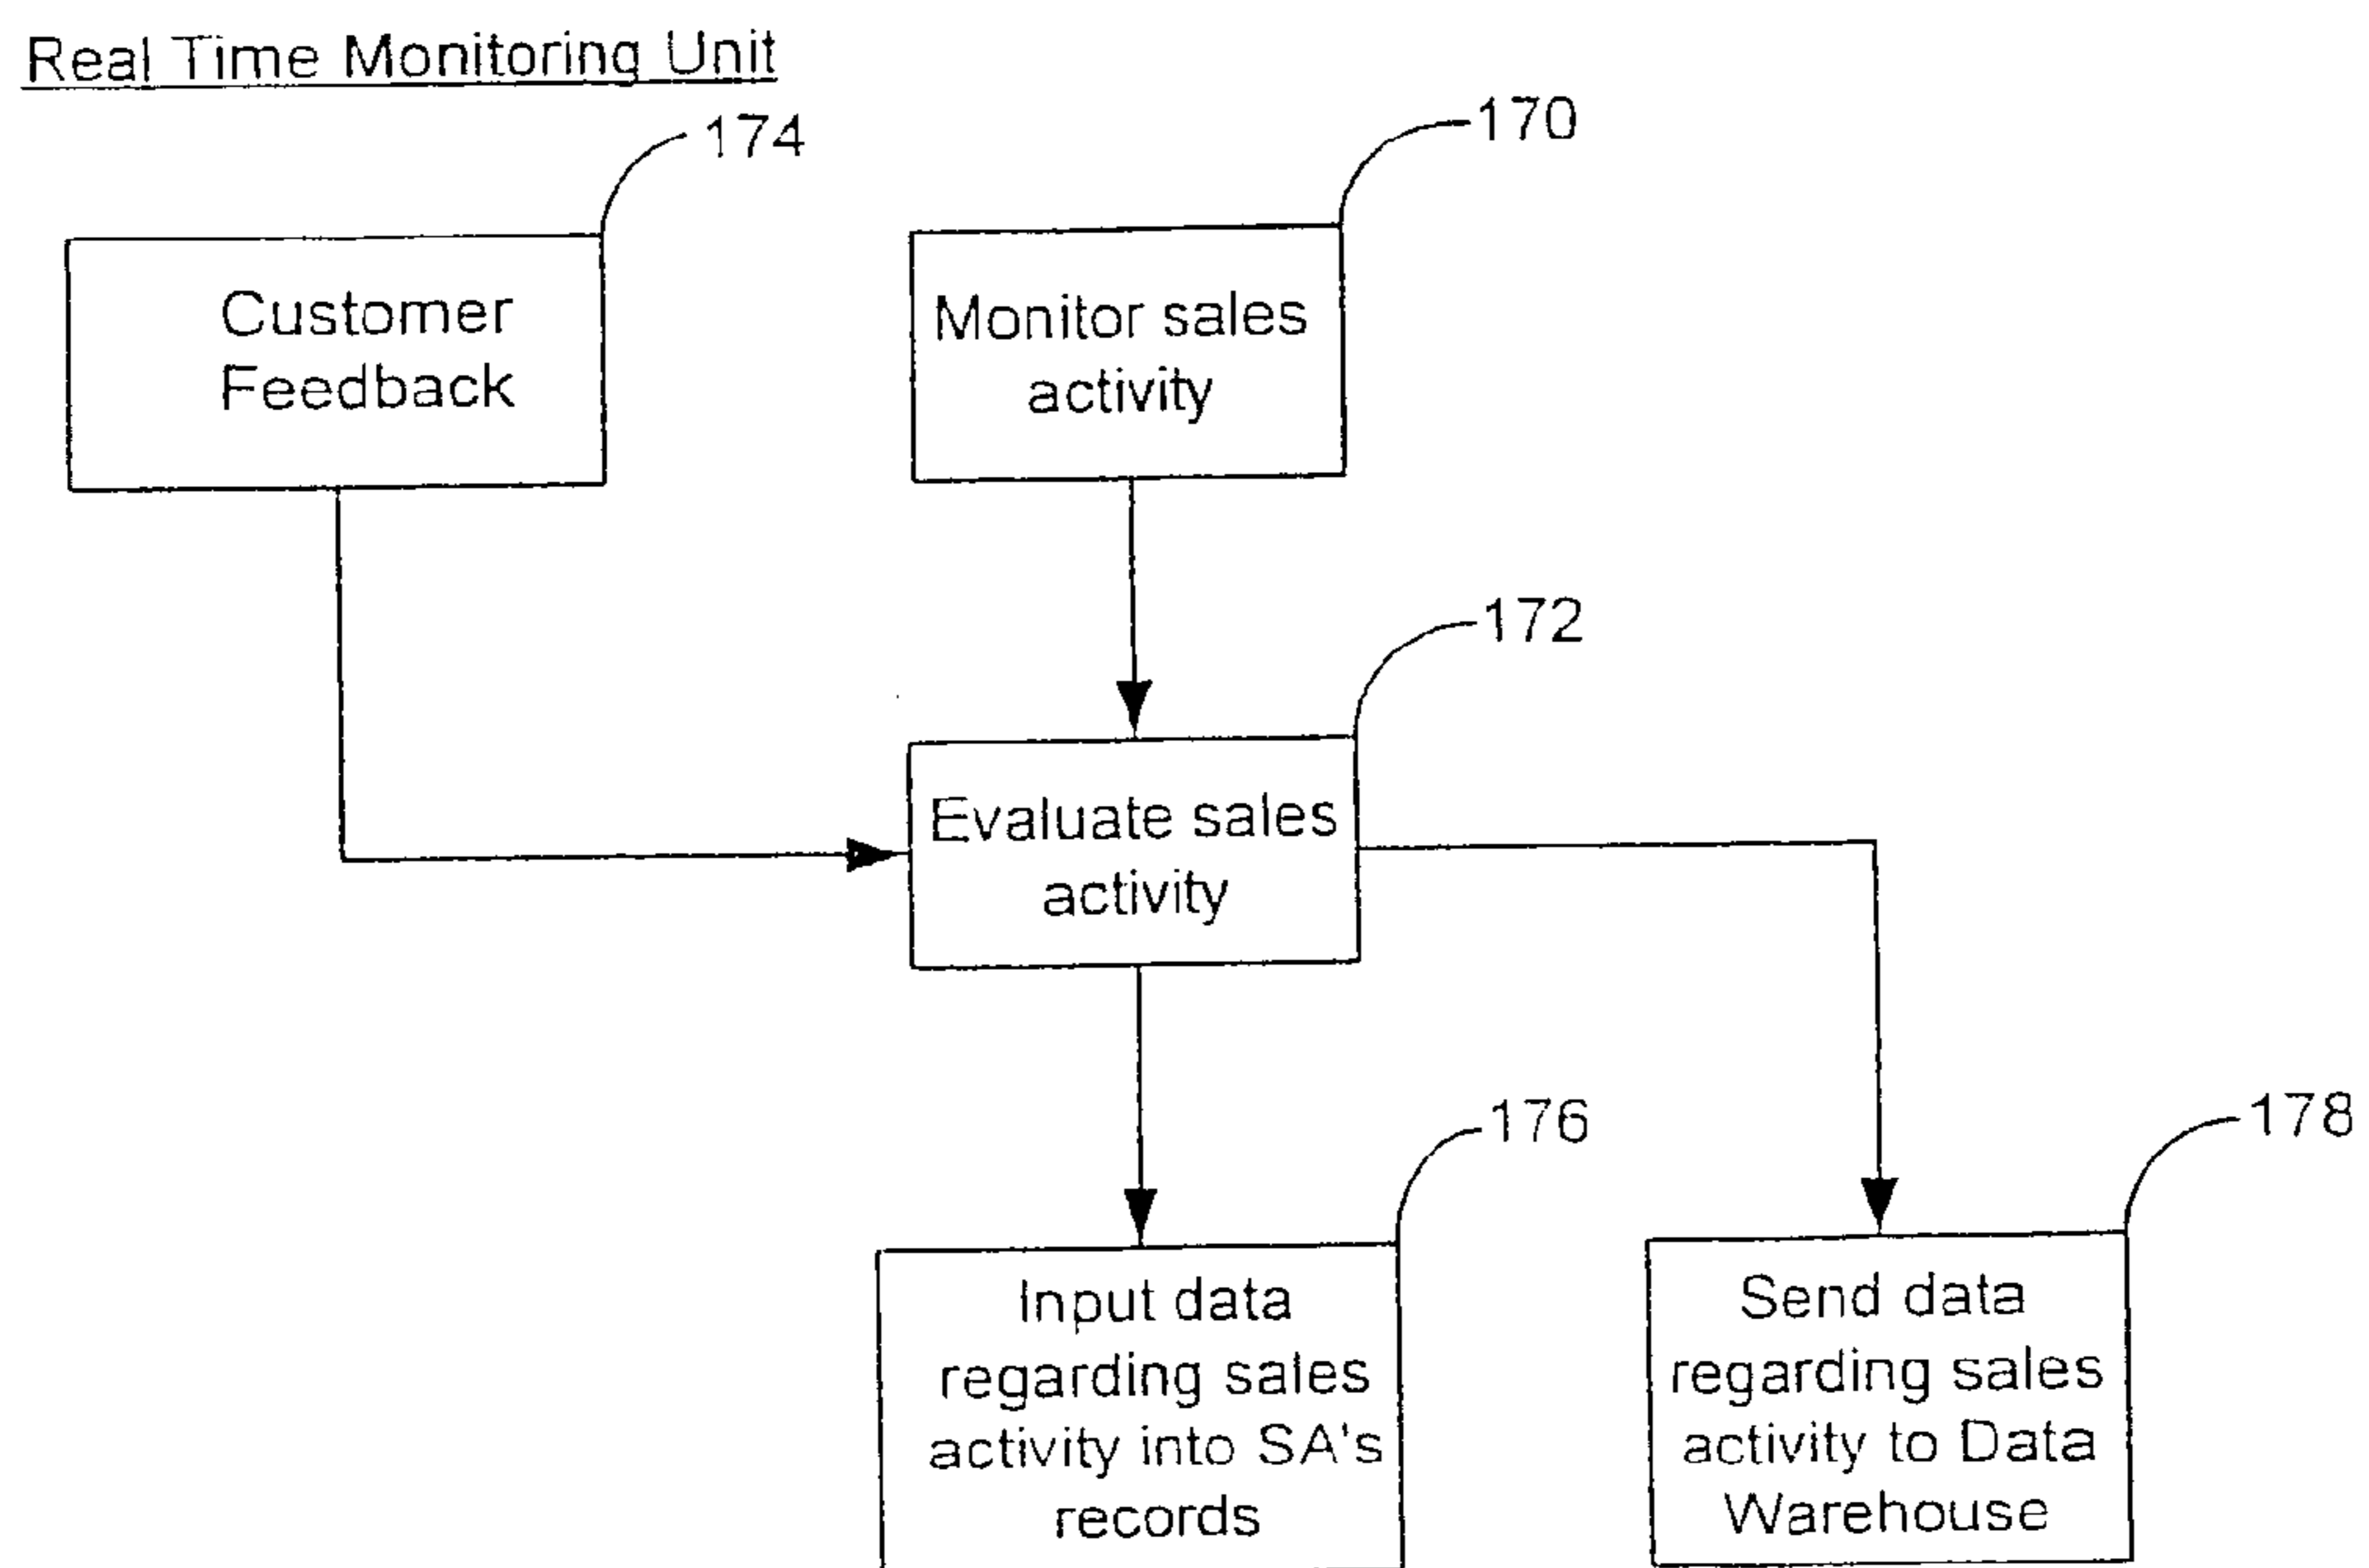 Real Time Monitoring Unit
174
170
Customer
Feedback
Monitor sales
activity
172
Evaluate sales
activity
176
178
Input data
regarding sales
activity into SA's
records
Send data
regarding sales
activity to Data
Warehouse